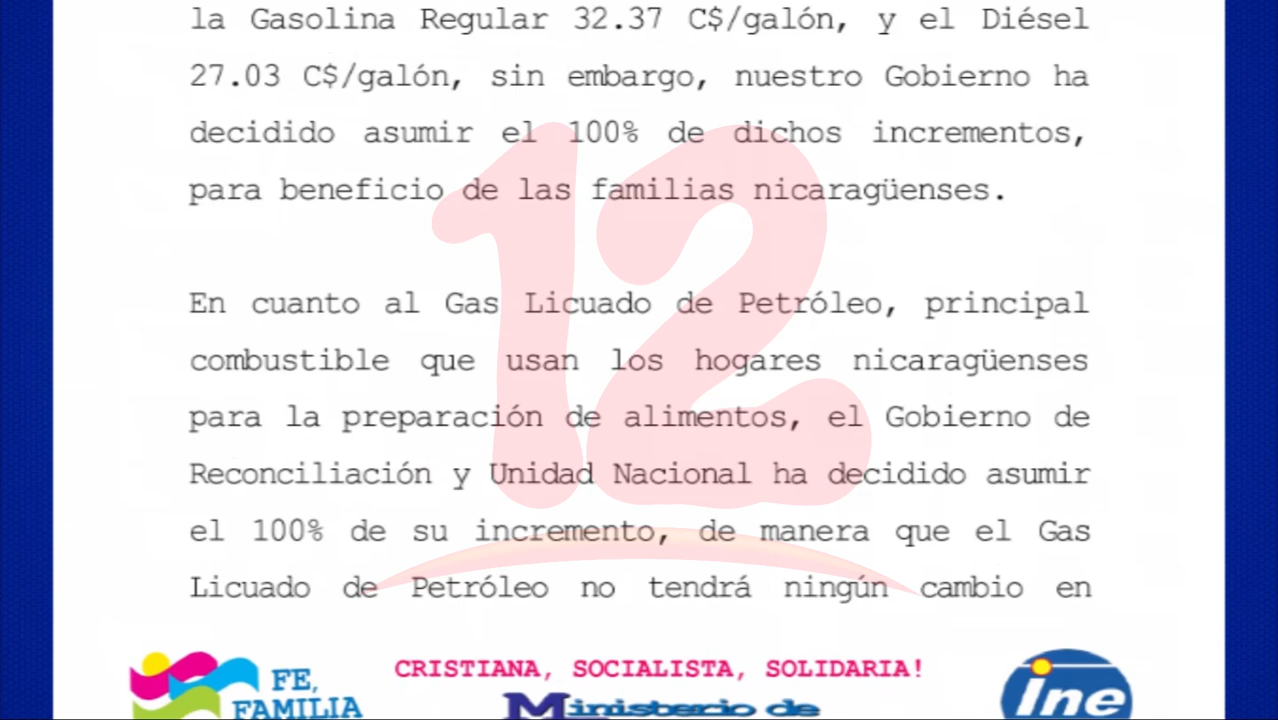 la Gasolina Regular 32.37 C$/galón, y el Diésel
27.03 C$/galón, sin embargo, nuestro Gobierno ha
decidido asumir el 100% de dichos incrementos,
para beneficio de las familias nicaragüenses.
En cuanto al Gas Licuado de Petróleo, principal
combustible que usan los hogares nicaragüenses
para la preparación de alimentos, el Gobierno de
Reconciliación y Unidad Nacional ha decidido asumir
el 100% de su incremento, de manera que el Gas
Licuado de Petróleo no tendrá ningún cambio en
12
CRISTIANA, SOCIALISTA, SOLIDARIA!
FE,
FAMILIA
Ministerio de
Ine